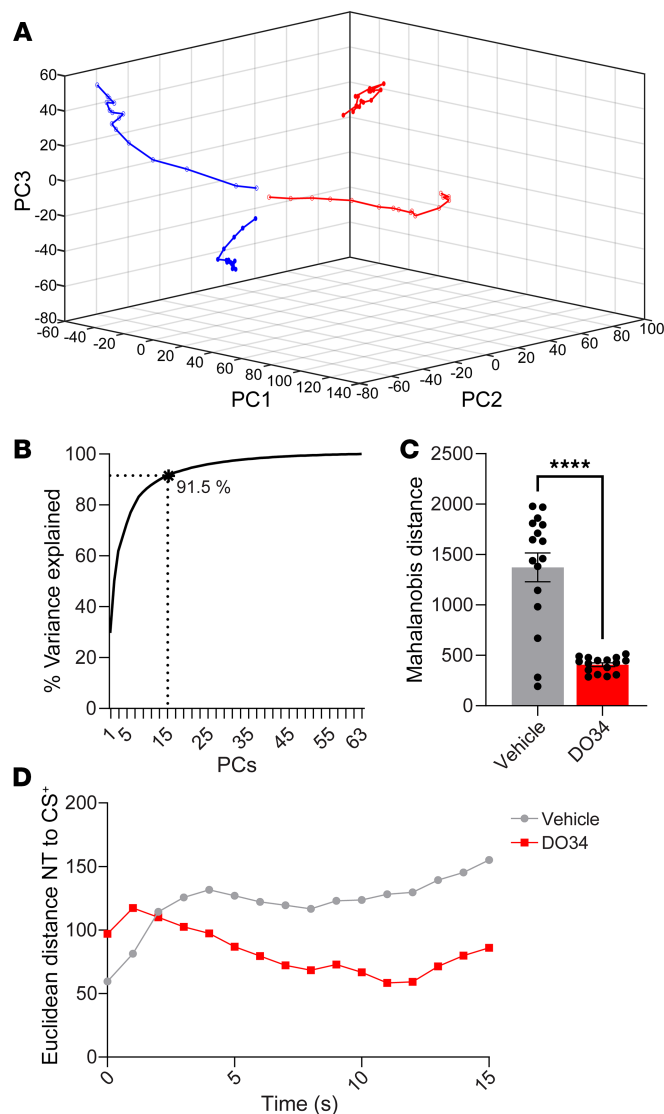 A
60
40
20
0
-20
-40
-60
-80
PC3
-60
-40
-20
0
20
40
60
80
100
120
140
PC1
-80
-60
-40
-20
0
20
40
60
80
100
PC2
B
100
80
60
40
20
0
% Variance explained
91.5 %
1 5 15 25 35 45 55 63
PCs
C
2500
2000
1500
1000
500
0
Mahalanobis distance
****
Vehicle DO34
D
200
150
100
50
0
Euclidean distance NT to CS+
Vehicle
DO34
0 5 10 15
Time (s)